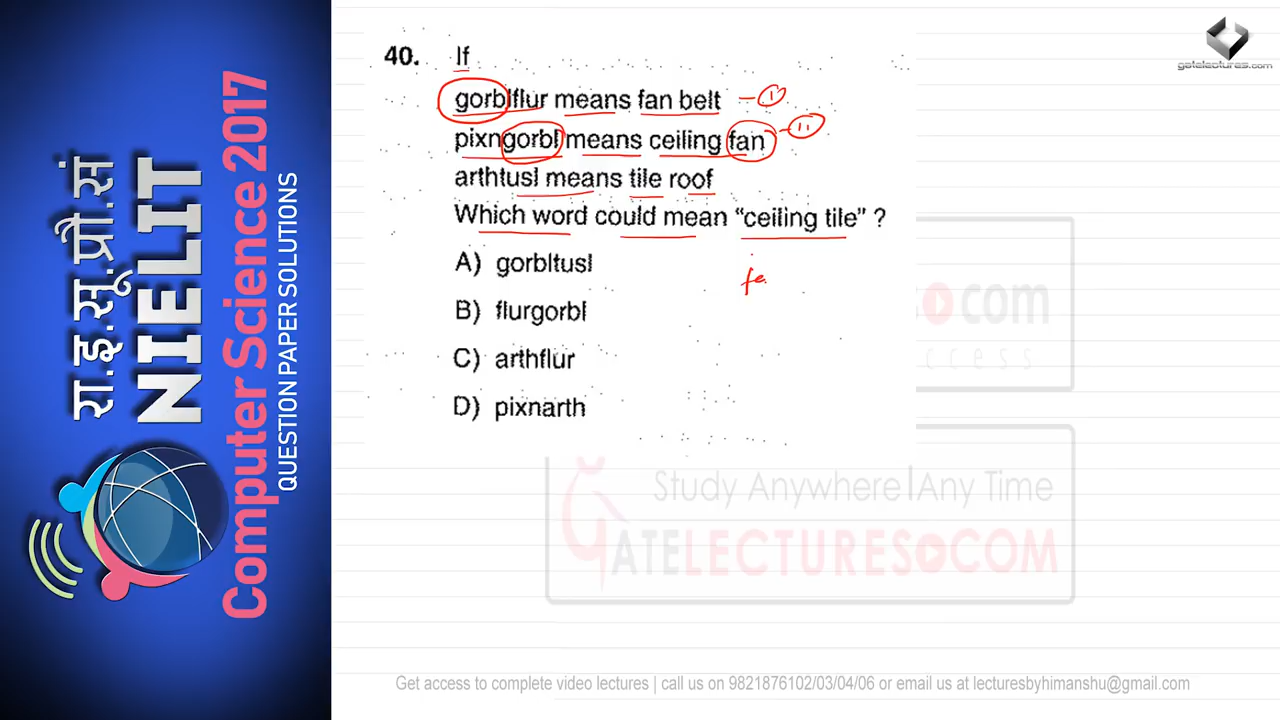 रा.इ.सू.प्रौ.सं
NIELIT
Computer Science 2017
QUESTION PAPER SOLUTIONS
gatelectures.com
40. If
gorblflur means fan belt – (i)
pixngorbl means ceiling fan – (ii)
arthtusl means tile roof
Which word could mean “ceiling tile” ?
A) gorbltusl
B) flurgorbl
C) arthflur
D) pixnarth
Study Anywhere|Any Time
GATELECTURES.COM
Get access to complete video lectures | call us on 9821876102/03/04/06 or email us at lecturesbyhimanshu@gmail.com